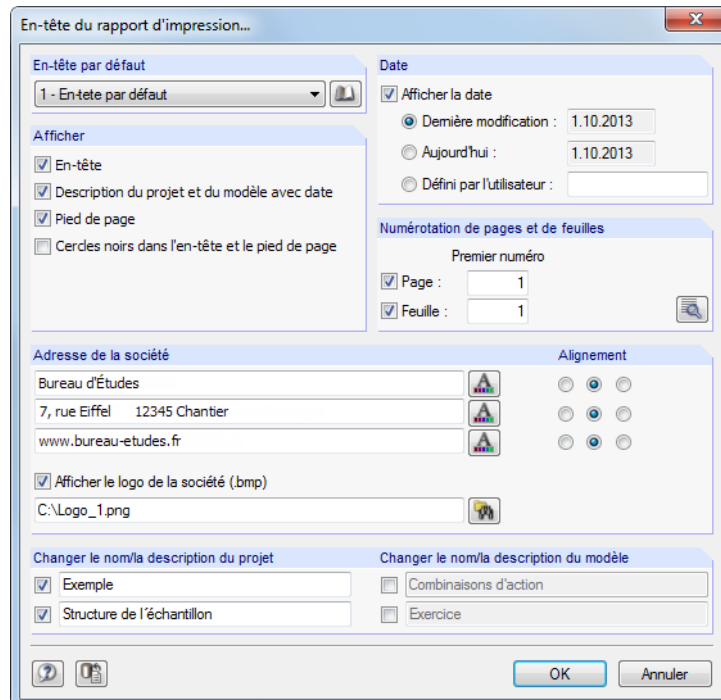 En-tête du rapport d'impression...
En-tête par défaut
1 - En-tete par défaut
Afficher
En-tête
Description du projet et du modèle avec date
Pied de page
Cercles noirs dans l'en-tête et le pied de page
Date
Afficher la date
Dernière modification : 1.10.2013
Aujourd'hui : 1.10.2013
Défini par l'utilisateur :
Numérotation de pages et de feuilles
Premier numéro
Page : 1
Feuille : 1
Adresse de la société Alignement
Bureau d'Études
7, rue Eiffel 12345 Chantier
www.bureau-etudes.fr
Afficher le logo de la société (.bmp)
C:\Logo_1.png
Changer le nom/la description du projet
Exemple
Structure de l´échantillon
Changer le nom/la description du modèle
Combinaisons d'action
Exercice
OK Annuler